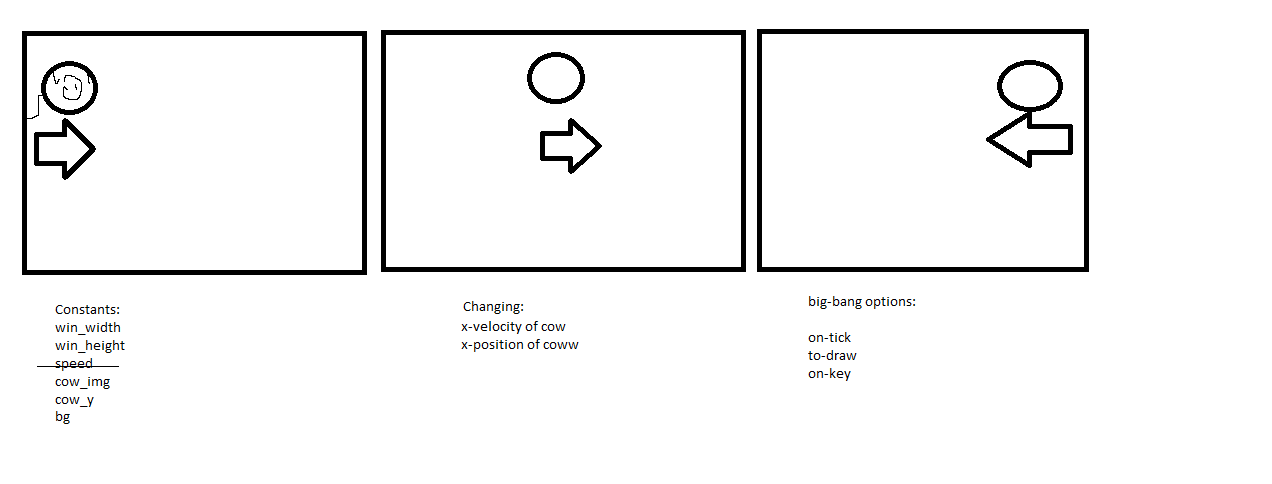 Constants:
win_width
win_height
speed
cow_img
cow_y
bg
Changing:
x-velocity of cow
x-position of coww
big-bang options:
on-tick
to-draw
on-key